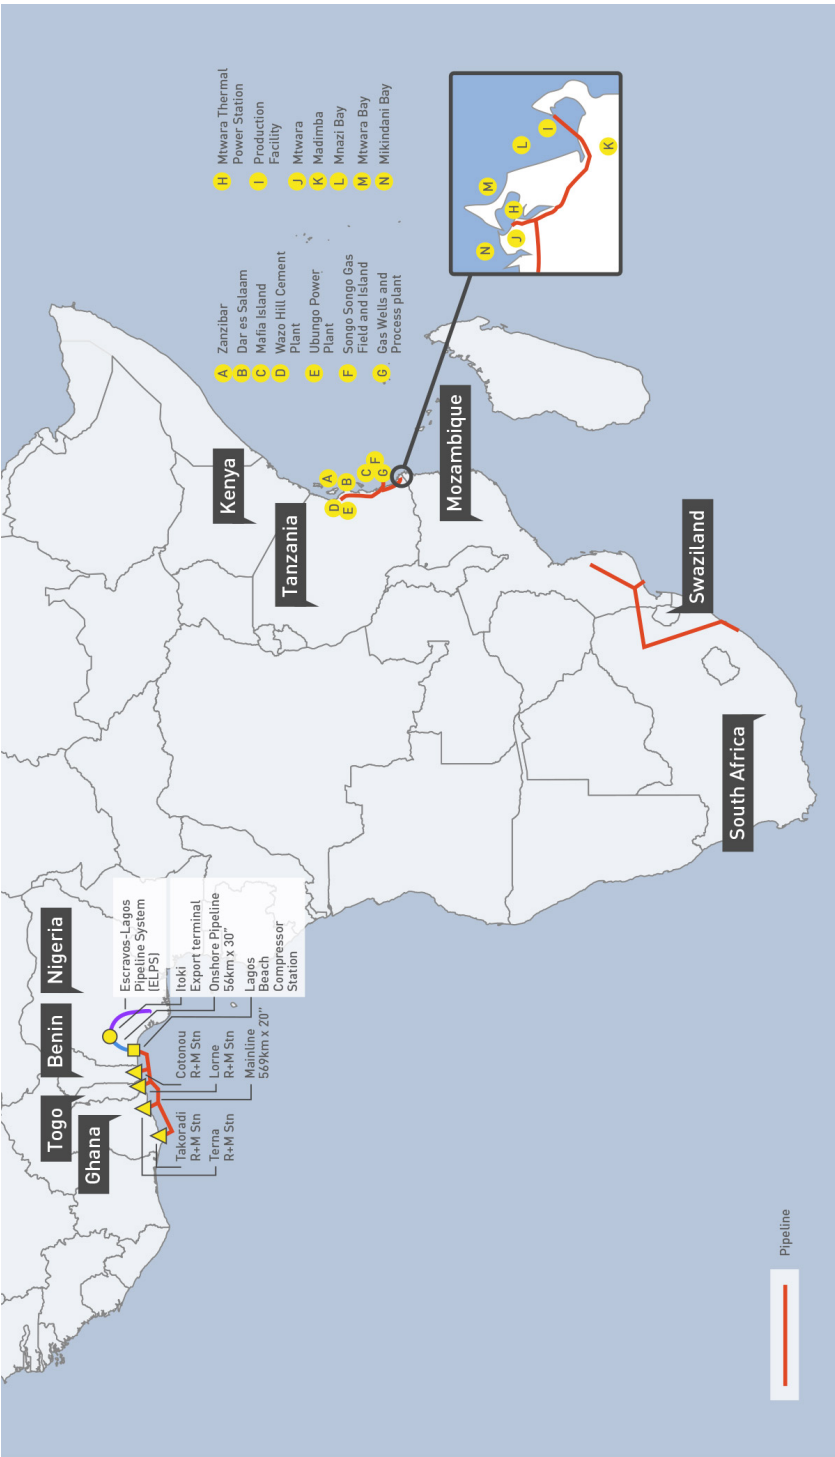 Nigeria
Benin
Togo
Ghana
Escravos-Lagos
Pipeline System
[ELPS]
Itoki
Export terminal
Onshore Pipeline
56km x 30"
Lagos
Beach
Compressor
Station
Cotonou
R+M Stn
Lorne
R+M Stn
Mainline
569km x 20"
Takoradi
R+M Stn
Terna
R+M Stn
Kenya
Tanzania
Mozambique
Swaziland
South Africa
A
B
C
D
E
F
G
A Zanzibar
B Dar es Salaam
C Mafia Island
D Wazo Hill Cement
Plant
E Ubungo Power
Plant
F Songo Songo Gas
Field and Island
G Gas Wells and
Process plant
H Mtwara Thermal
Power Station
I Production
Facility
J Mtwara
K Madimba
L Mnazi Bay
M Mtwara Bay
N Mikindani Bay
N
M
L
J
H
I
K
Pipeline